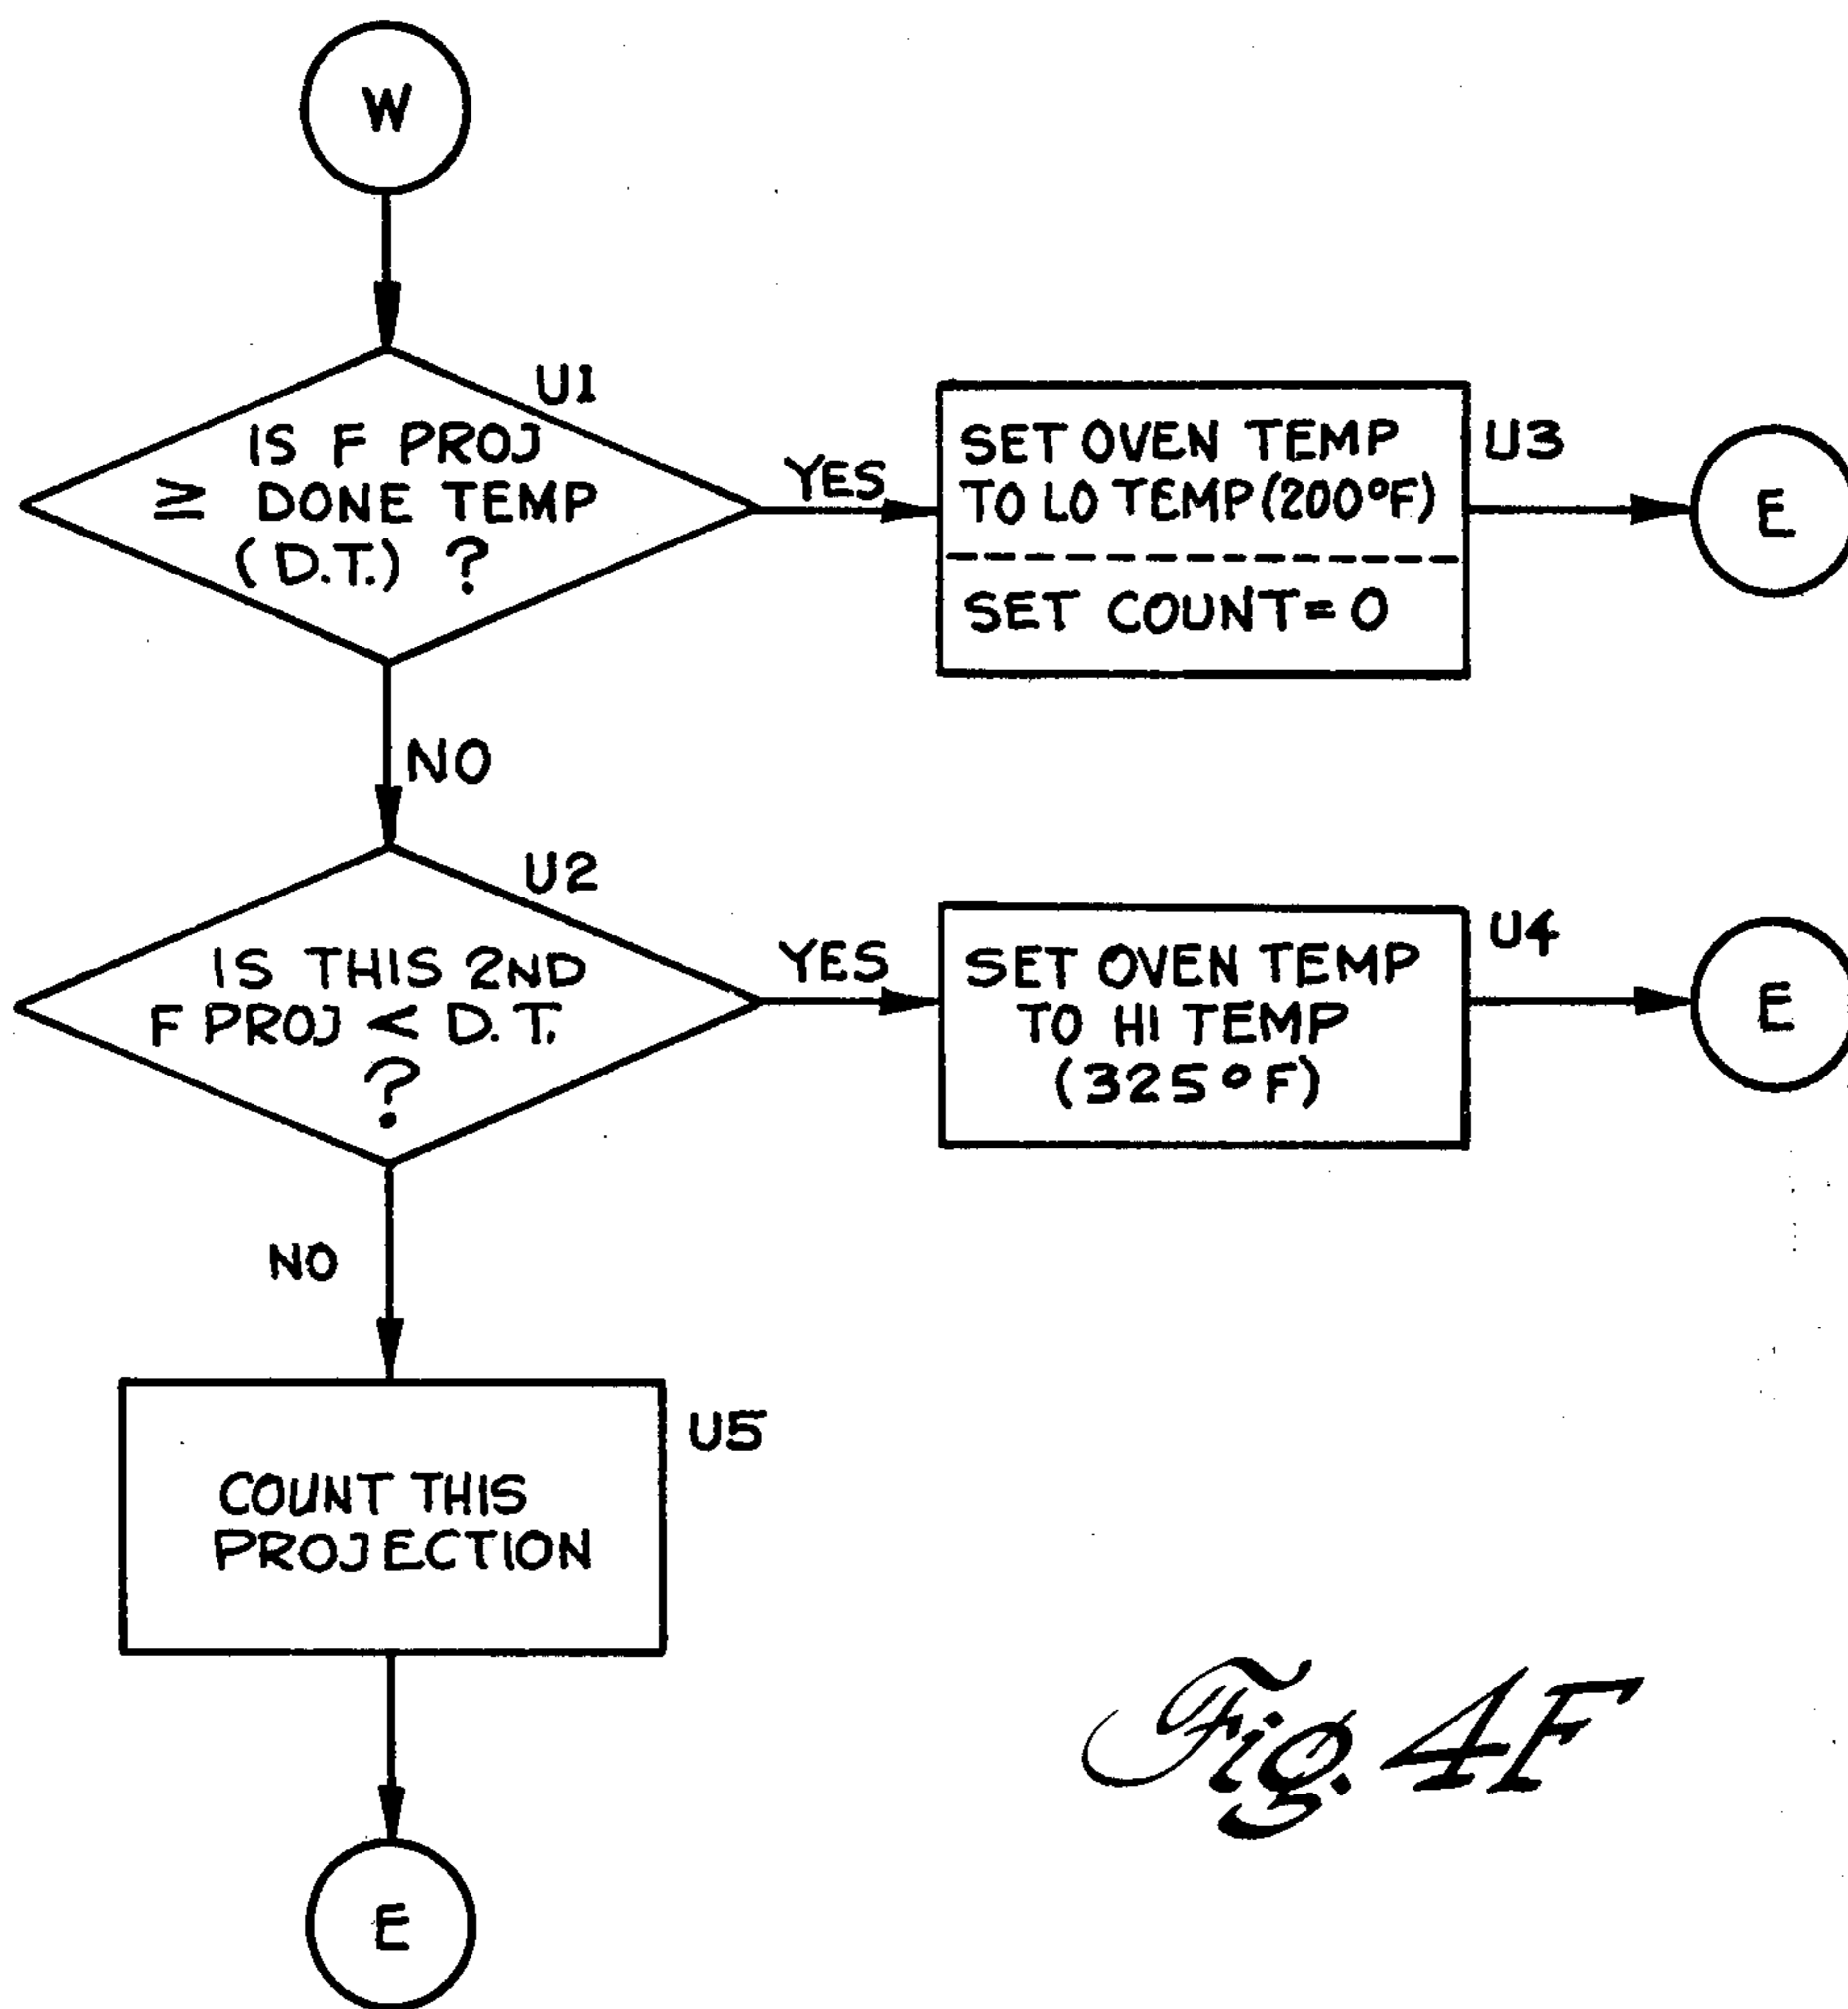 W
U1
IS F PROJ
≥ DONE TEMP
(D.T.) ?
YES
SET OVEN TEMP
TO LO TEMP (200°F)
SET COUNT = 0
U3
E
NO
U2
IS THIS 2ND
F PROJ < D.T.
?
YES
SET OVEN TEMP
TO HI TEMP
(325°F)
U4
E
NO
U5
COUNT THIS
PROJECTION
E
Fig. 4F